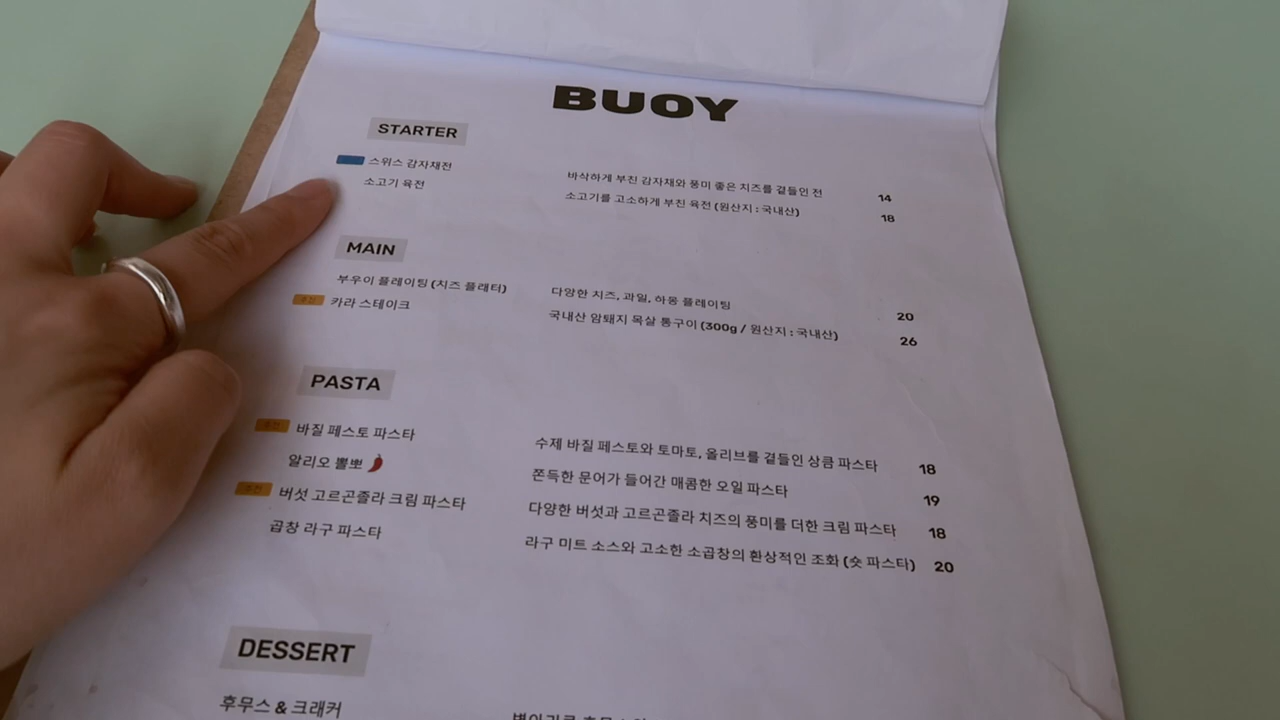 BUOY
STARTER
스위스 감자채전 바삭하게 부친 감자채와 풍미 좋은 치즈를 곁들인 전 14
소고기 육전 소고기를 고소하게 부친 육전 (원산지 : 국내산) 18
MAIN
부우이 플레이팅 (치즈 플래터) 다양한 치즈, 과일, 하몽 플레이팅 20
추천 카라 스테이크 국내산 암퇘지 목살 통구이 (300g / 원산지 : 국내산) 26
PASTA
추천 바질 페스토 파스타 수제 바질 페스토와 토마토, 올리브를 곁들인 상큼 파스타 18
알리오 뽈뽀 쫀득한 문어가 들어간 매콤한 오일 파스타 19
추천 버섯 고르곤졸라 크림 파스타 다양한 버섯과 고르곤졸라 치즈의 풍미를 더한 크림 파스타 18
곱창 라구 파스타 라구 미트 소스와 고소한 소곱창의 환상적인 조화 (숏 파스타) 20
DESSERT
후무스 & 크래커